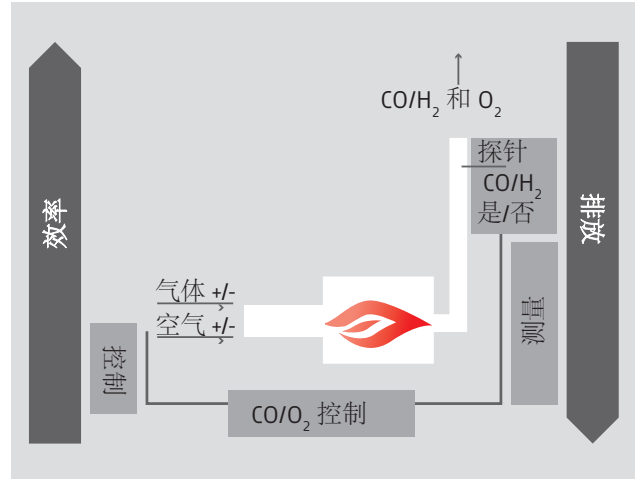 CO/H₂ 和 O₂
探针
CO/H₂
是/否
效率
排放
气体 +/-
空气 +/-
控制
测量
CO/O₂ 控制